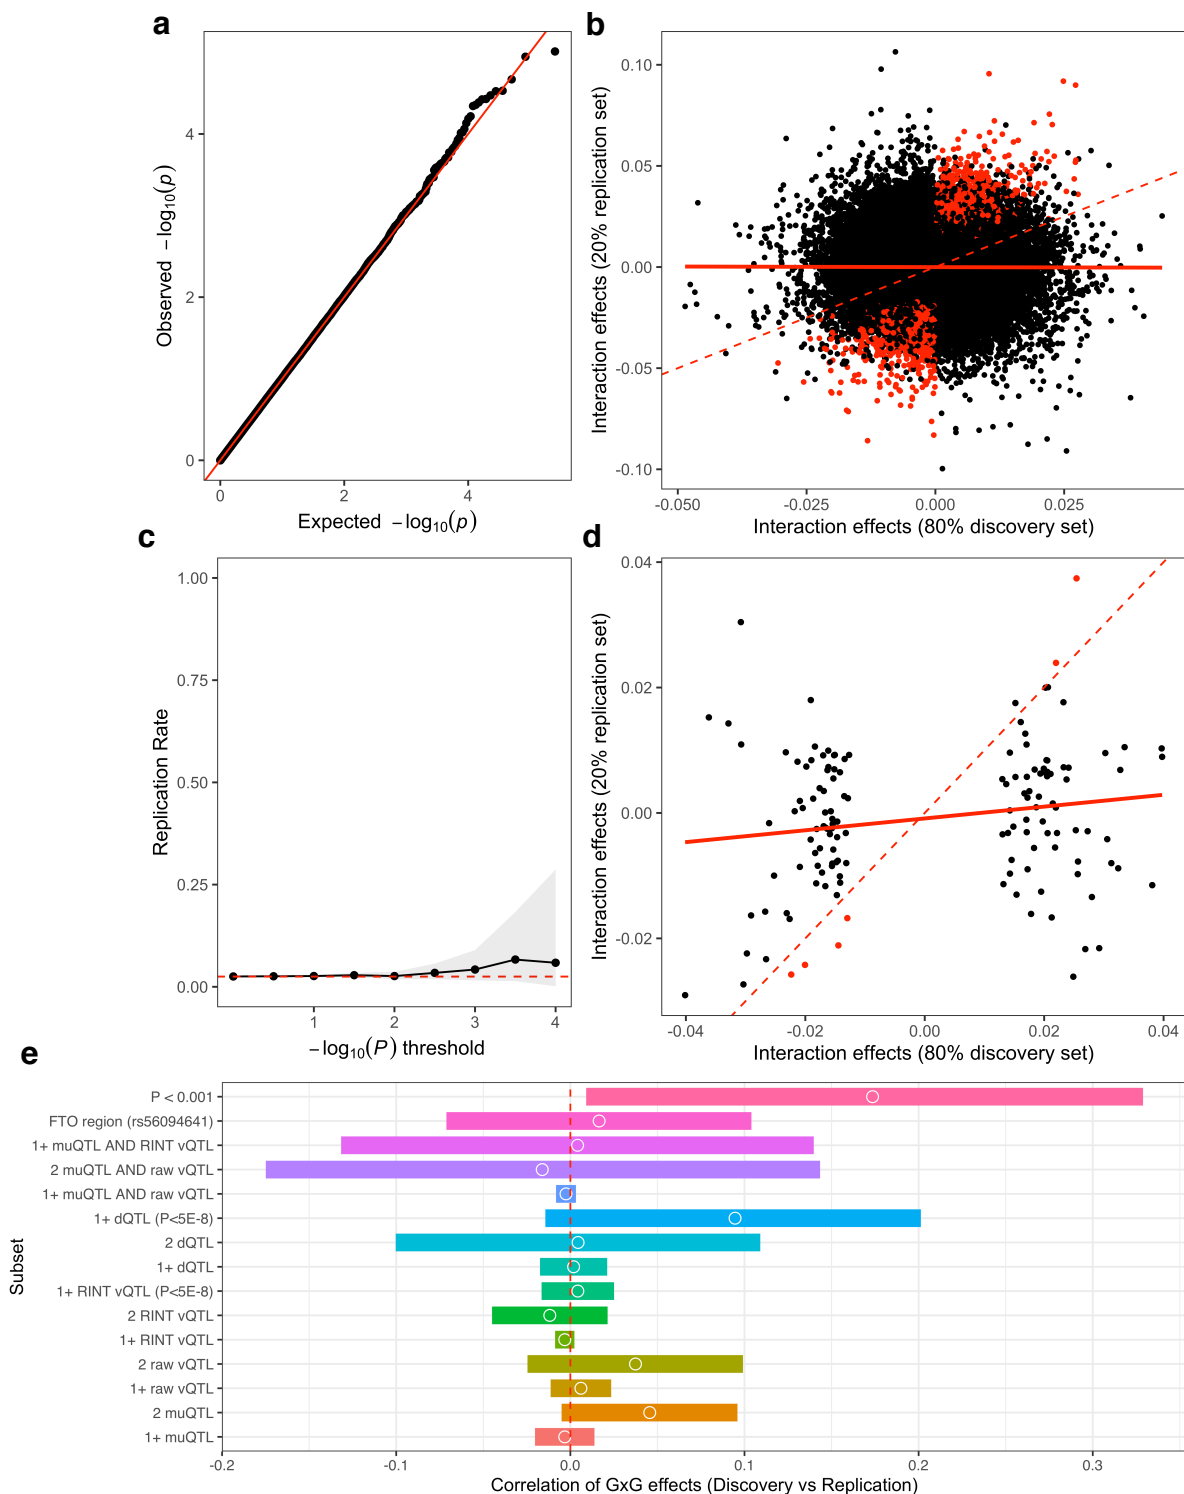 a
Observed −log10(p)
4
2
0
0
2
4
Expected −log10(p)
b
Interaction effects (20% replication set)
0.10
0.05
0.00
-0.05
-0.10
-0.050
-0.025
0.000
0.025
Interaction effects (80% discovery set)
c
Replication Rate
1.00
0.75
0.50
0.25
0.00
1
2
3
4
−log10(P) threshold
d
Interaction effects (20% replication set)
0.04
0.02
0.00
-0.02
-0.04
-0.02
0.00
0.02
0.04
Interaction effects (80% discovery set)
e
Subset
P < 0.001
FTO region (rs56094641)
1+ muQTL AND RINT vQTL
2 muQTL AND raw vQTL
1+ muQTL AND raw vQTL
1+ dQTL (P<5E-8)
2 dQTL
1+ dQTL
1+ RINT vQTL (P<5E-8)
2 RINT vQTL
1+ RINT vQTL
2 raw vQTL
1+ raw vQTL
2 muQTL
1+ muQTL
-0.2
-0.1
0.0
0.1
0.2
0.3
Correlation of GxG effects (Discovery vs Replication)